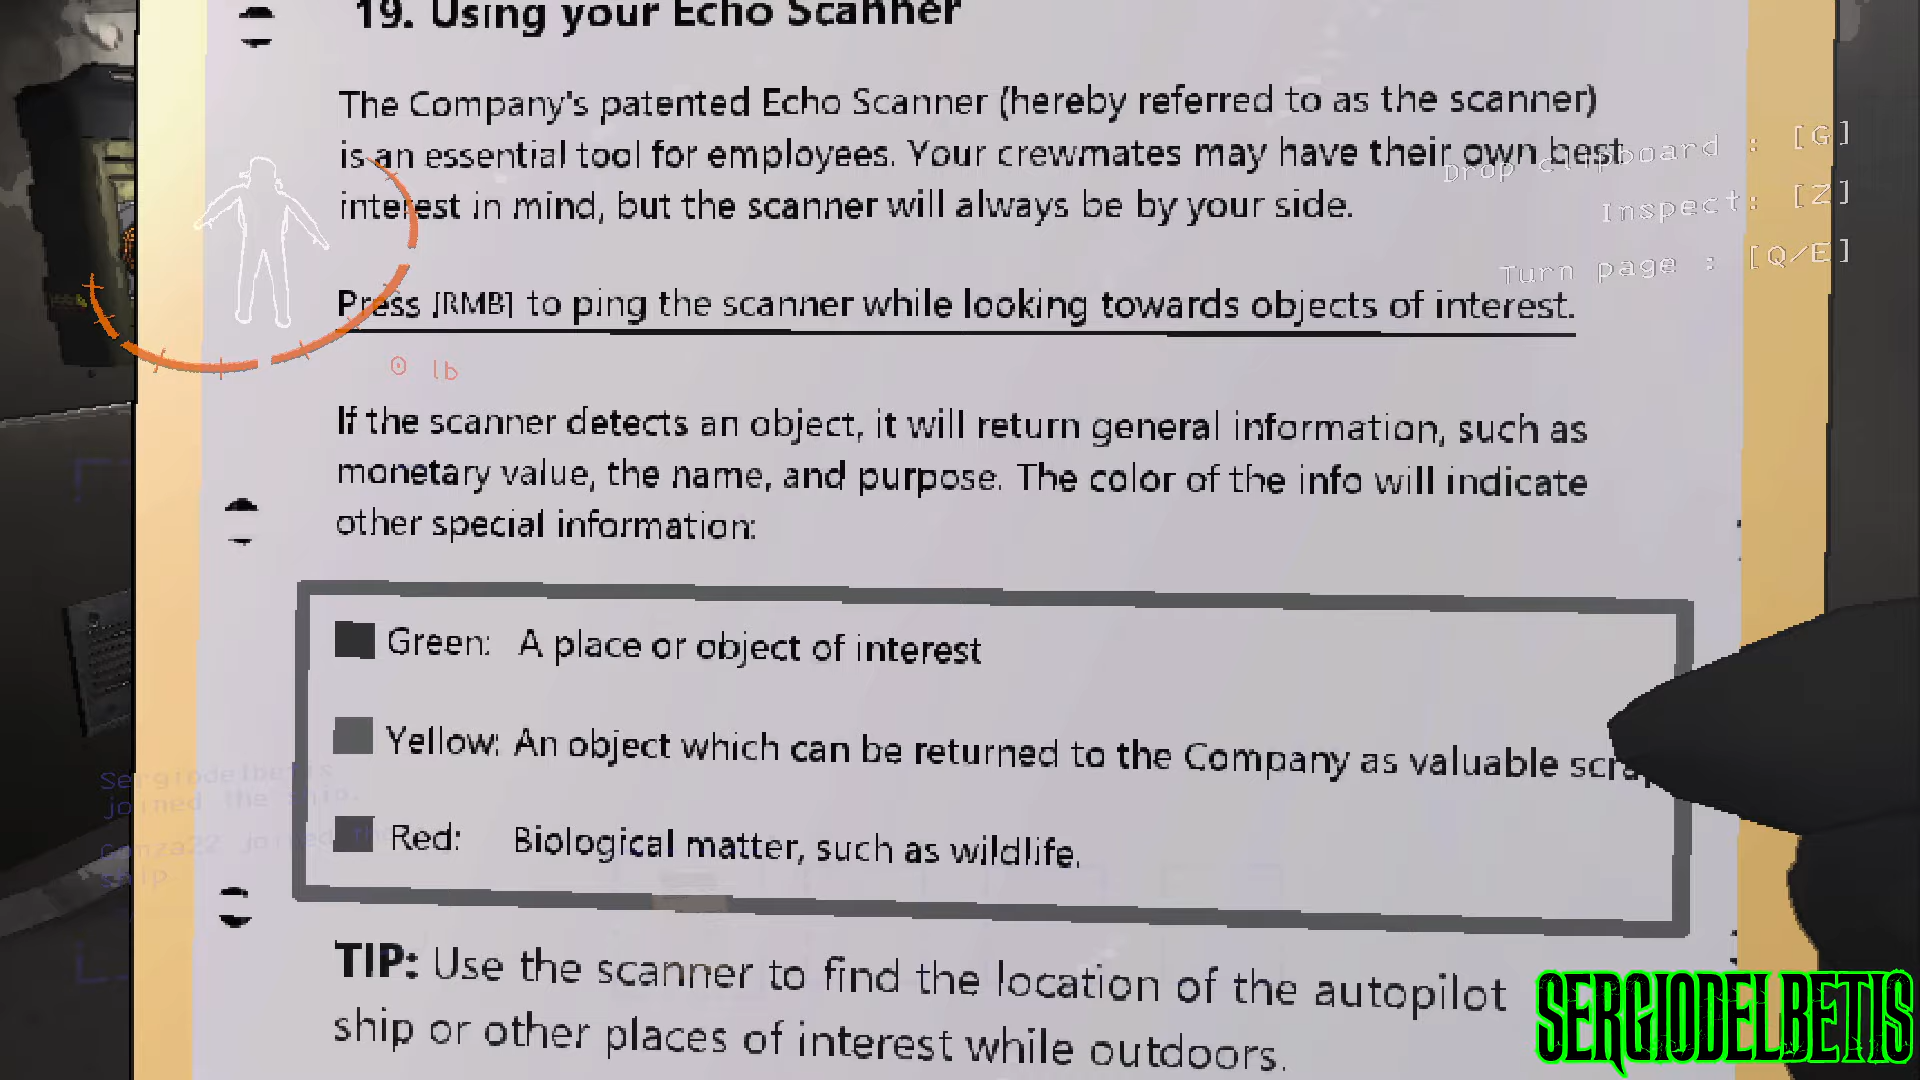 19. Using your Echo Scanner
The Company's patented Echo Scanner (hereby referred to as the scanner)
is an essential tool for employees. Your crewmates may have their own best
interest in mind, but the scanner will always be by your side.
Press [RMB] to ping the scanner while looking towards objects of interest.
Drop clipboard : [G]
Inspect: [Z]
Turn page : [Q/E]
0 lb
If the scanner detects an object, it will return general information, such as
monetary value, the name, and purpose. The color of the info will indicate
other special information:
Green: A place or object of interest
Yellow: An object which can be returned to the Company as valuable
Red: Biological matter, such as wildlife.
Sergiodelbetis
joined the ship.
joined the
ship.
TIP: Use the scanner to find the location of the autopilot
ship or other places of interest while outdoors.
SERGIODELBETIS